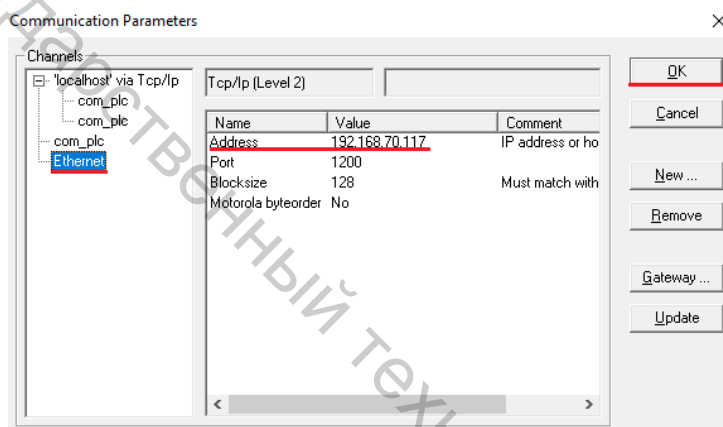 Communication Parameters
Channels
'localhost' via Tcp/Ip
com_plc
com_plc
com_plc
Ethernet
Tcp/Ip (Level 2)
Name Value Comment
Address 192.168.70.117 IP address or ho
Port 1200
Blocksize 128 Must match with
Motorola byteorder No
OK
Cancel
New ...
Remove
Gateway ...
Update
дарственный техн